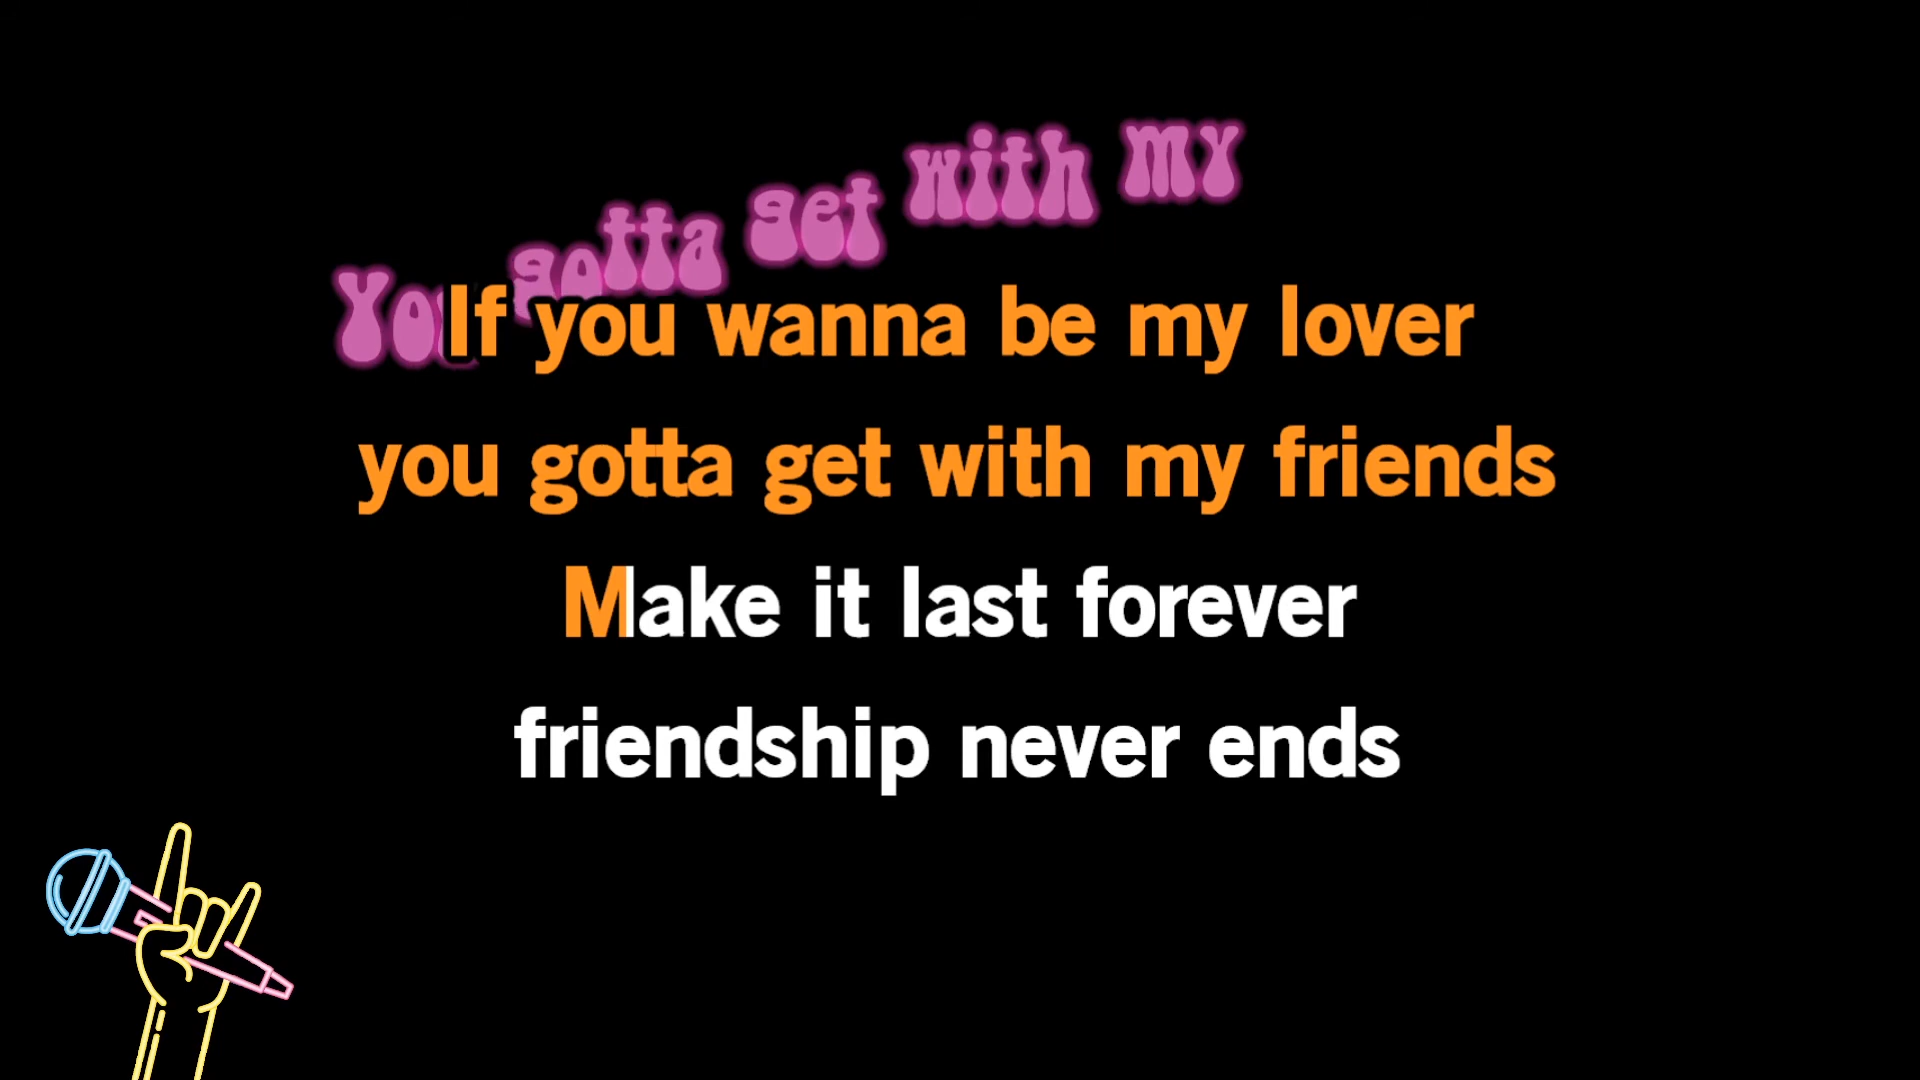 You gotta get with my
If you wanna be my lover
you gotta get with my friends
Make it last forever
friendship never ends